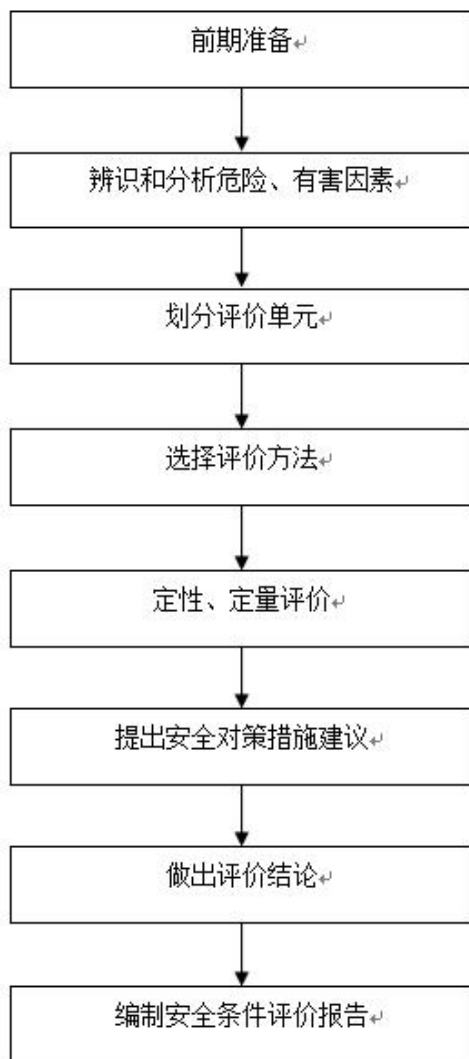 前期准备
辨识和分析危险、有害因素
划分评价单元
选择评价方法
定性、定量评价
提出安全对策措施建议
做出评价结论
编制安全条件评价报告